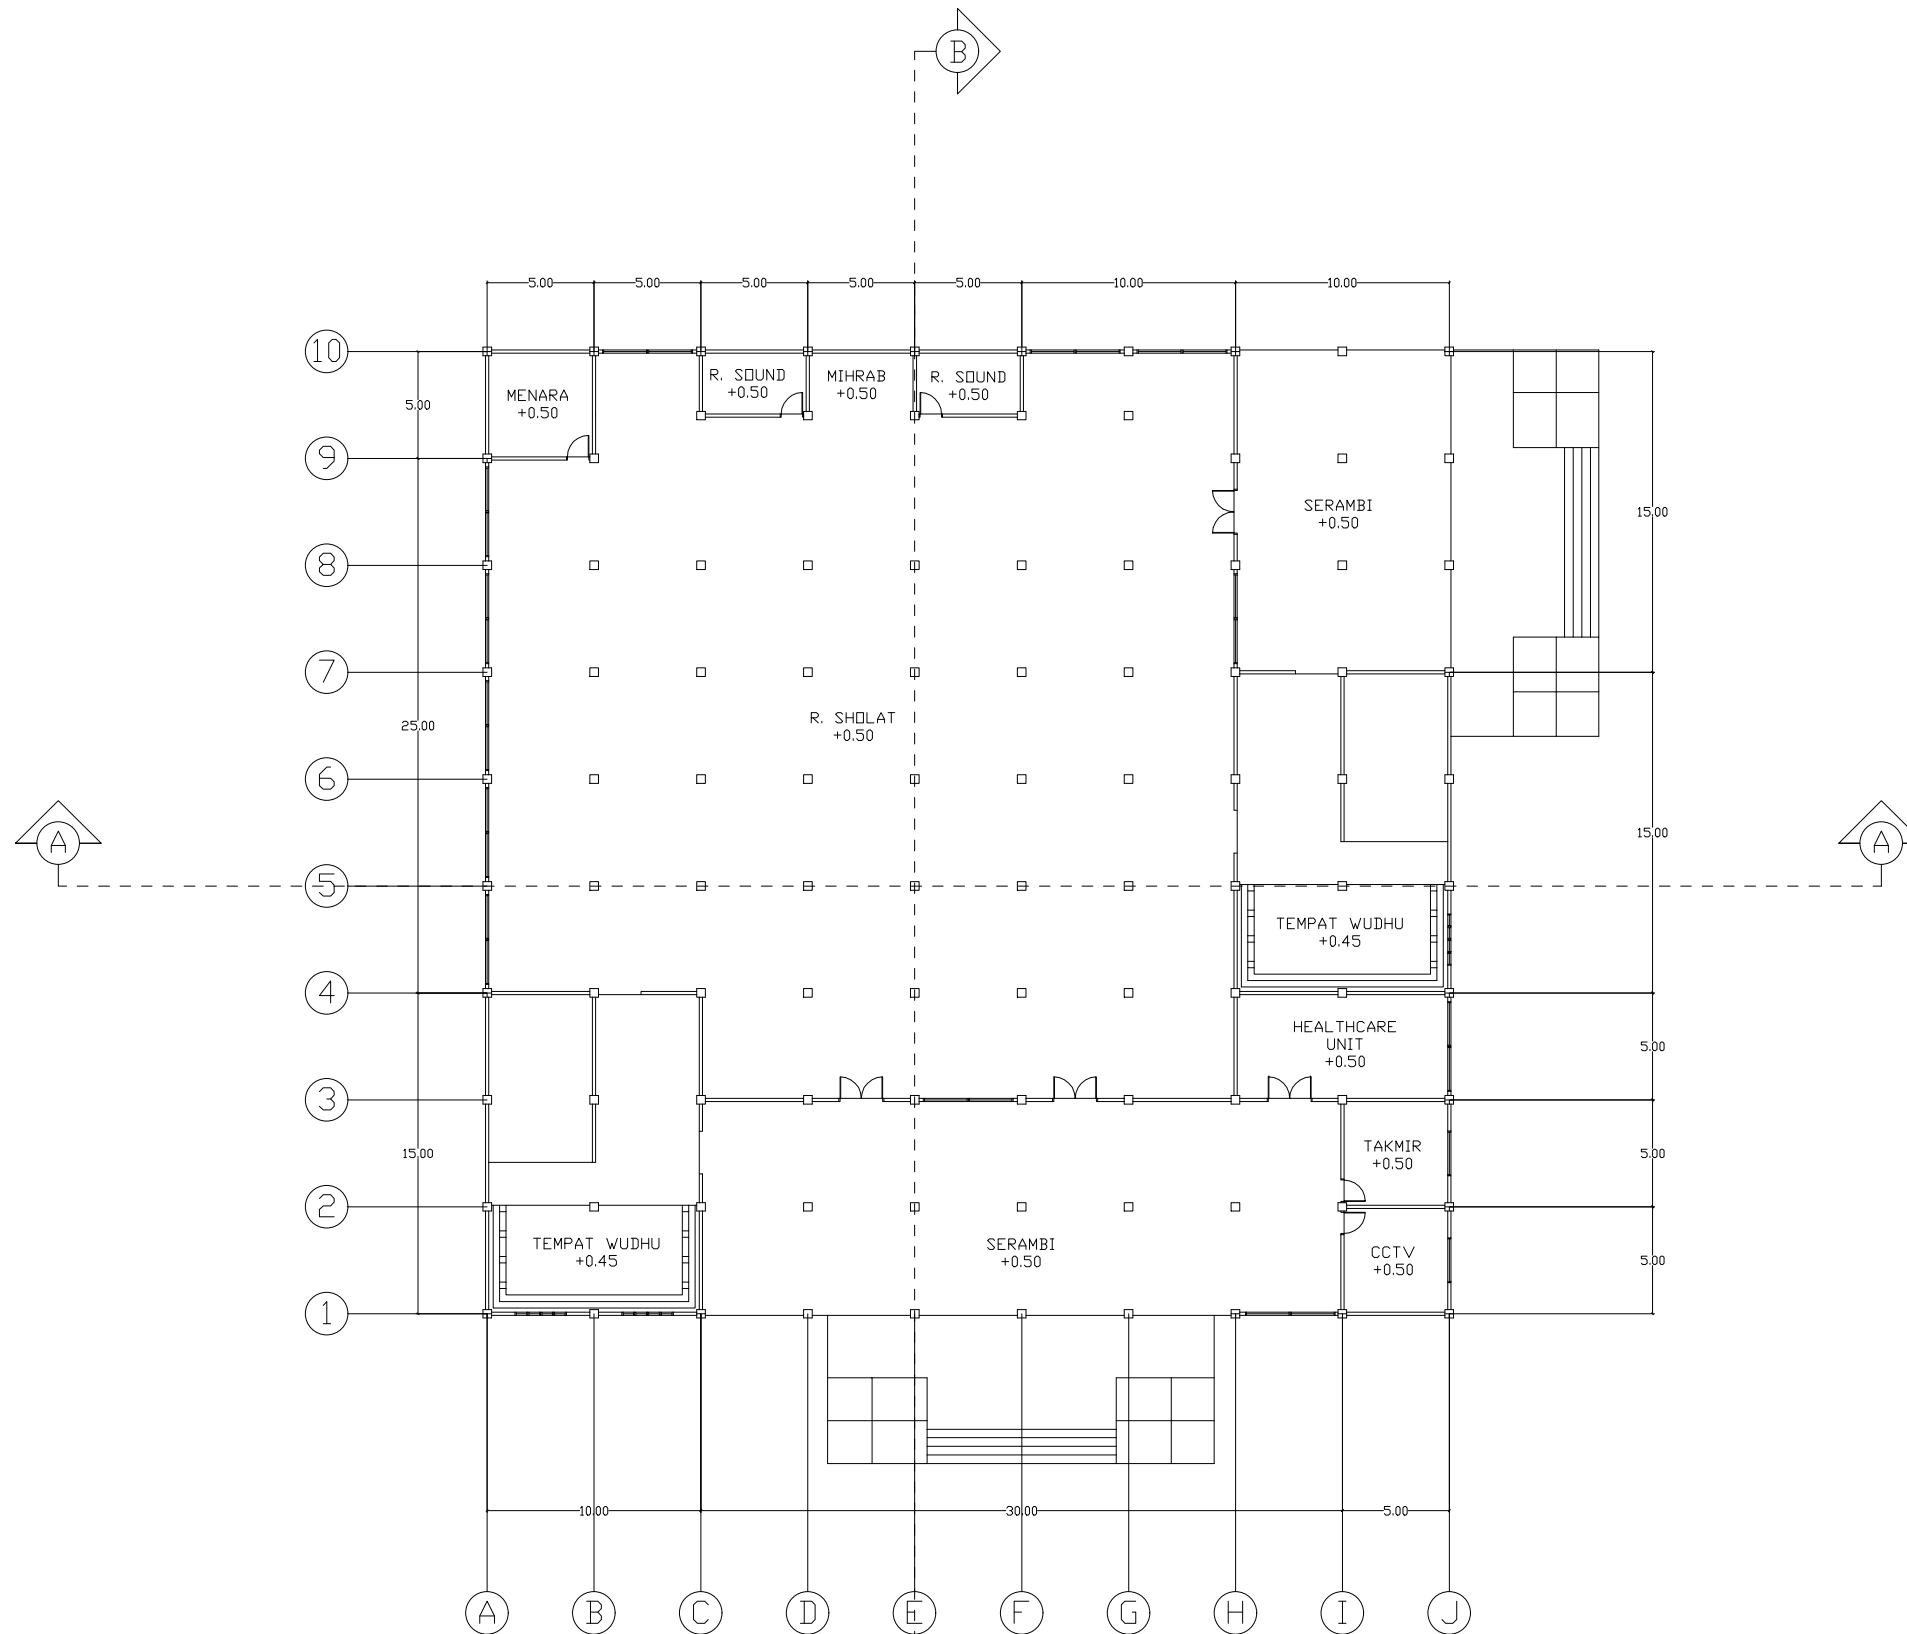 B
5.00 5.00 5.00 5.00 5.00 10.00 10.00
10
R. SOUND
+0.50
MIHRAB
+0.50
R. SOUND
+0.50
MENARA
+0.50
5.00
9
SERAMBI
+0.50
15.00
8
7
R. SHOLAT
+0.50
25.00
6
15.00
A
A
5
TEMPAT WUDHU
+0.45
4
HEALTHCARE
UNIT
+0.50
5.00
3
TAKMIR
+0.50
15.00
5.00
2
TEMPAT WUDHU
+0.45
SERAMBI
+0.50
CCTV
+0.50
5.00
1
10.00 30.00 5.00
A B C D E F G H I J